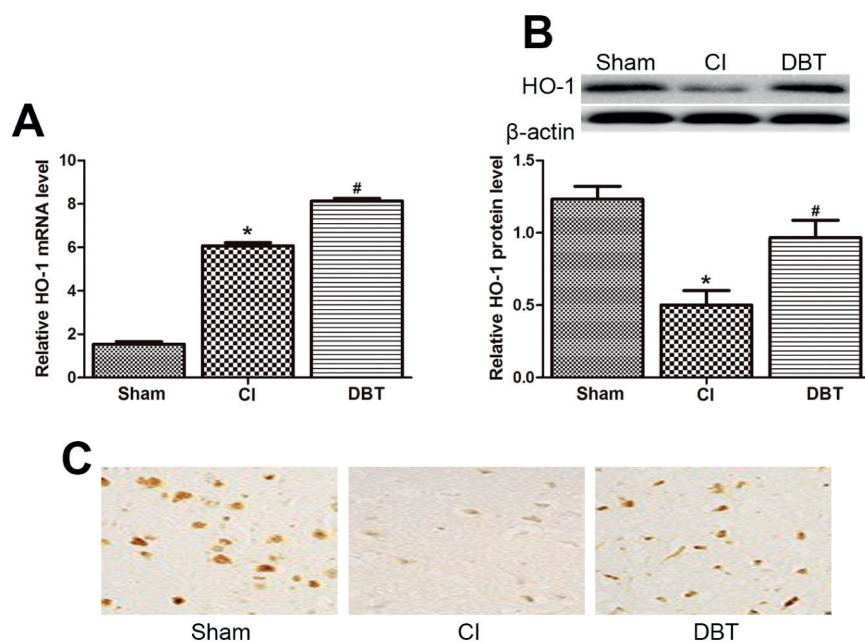 A
Relative HO-1 mRNA level
10
8
6
4
2
0
*
#
Sham CI DBT
B
Sham CI DBT
HO-1
β-actin
Relative HO-1 protein level
1.5
1.0
0.5
0.0
*
#
Sham CI DBT
C
Sham CI DBT